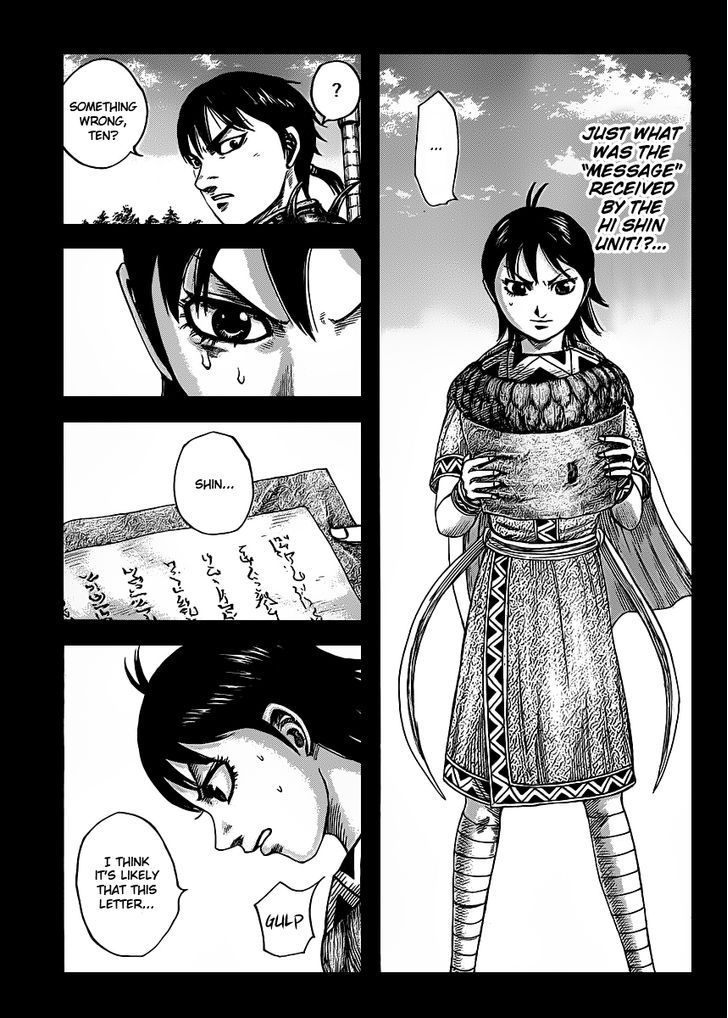 JUST WHAT
WAS THE
"MESSAGE"
RECEIVED
BY THE
HI SHIN
UNIT!?...
...
?
SOMETHING
WRONG,
TEN?
SHIN...
I THINK
IT'S LIKELY
THAT THIS
LETTER...
GULP